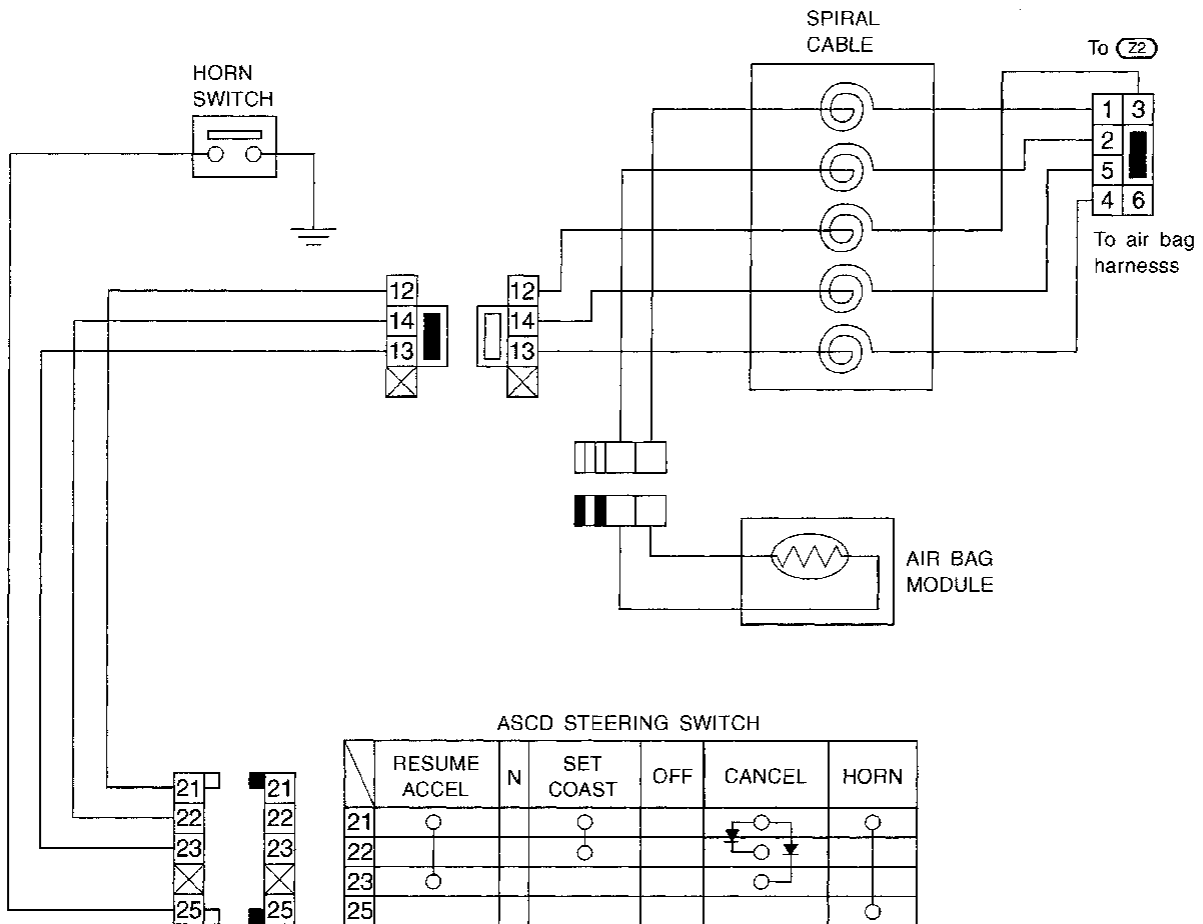 SPIRAL
CABLE
To Z2
HORN
SWITCH
1 3
2
5
4 6
To air bag
harnesss
12
14
13
12
14
13
AIR BAG
MODULE
ASCD STEERING SWITCH
RESUME
ACCEL
N
SET
COAST
OFF
CANCEL
HORN
21
22
23
25
21
22
23
25
21
22
23
25